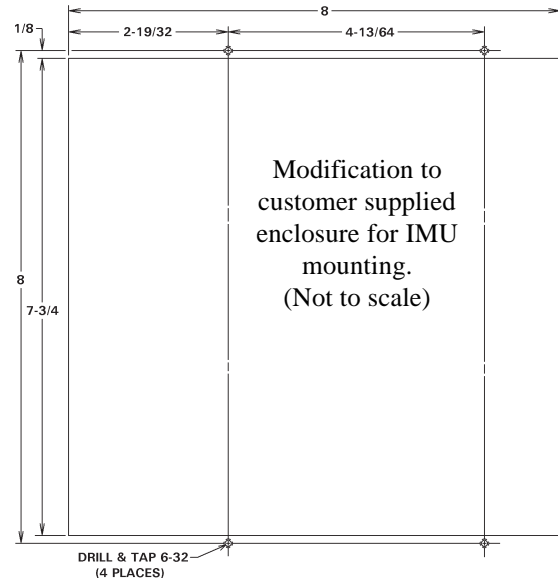 8
1/8
2-19/32
4-13/64
Modification to
customer supplied
enclosure for IMU
mounting.
(Not to scale)
8
7-3/4
DRILL & TAP 6-32
(4 PLACES)